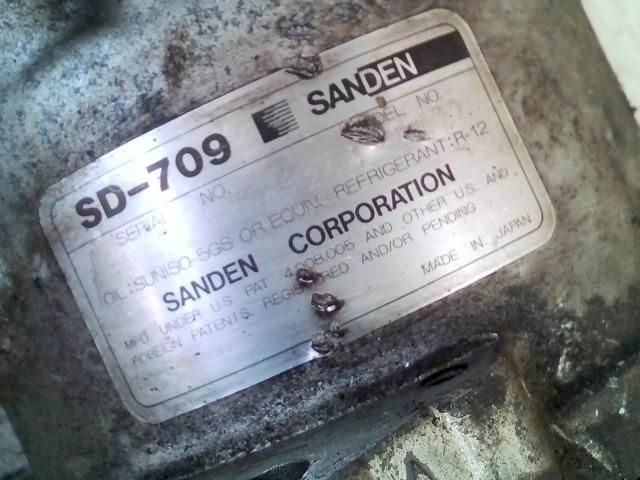 SD-709 SANDEN
SERIAL NO. DEL NO.
OIL:SUNISO-5GS OR EQUIV. REFRIGERANT:R-12
SANDEN CORPORATION
MFD. UNDER U.S. PAT 4,008,005 AND OTHER U.S. AND
FOREIGN PATENTS, REGISTERED AND/OR PENDING
MADE IN JAPAN